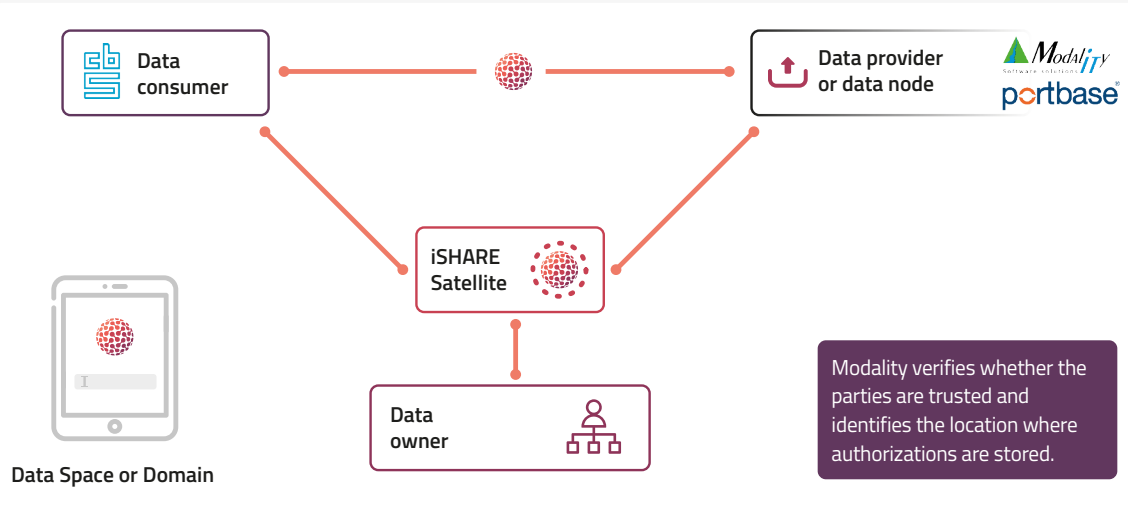 cbs
Data
consumer
Data provider
or data node
Modality
Software solutions
portbase®
iSHARE
Satellite
Data
owner
Data Space or Domain
Modality verifies whether the
parties are trusted and
identifies the location where
authorizations are stored.